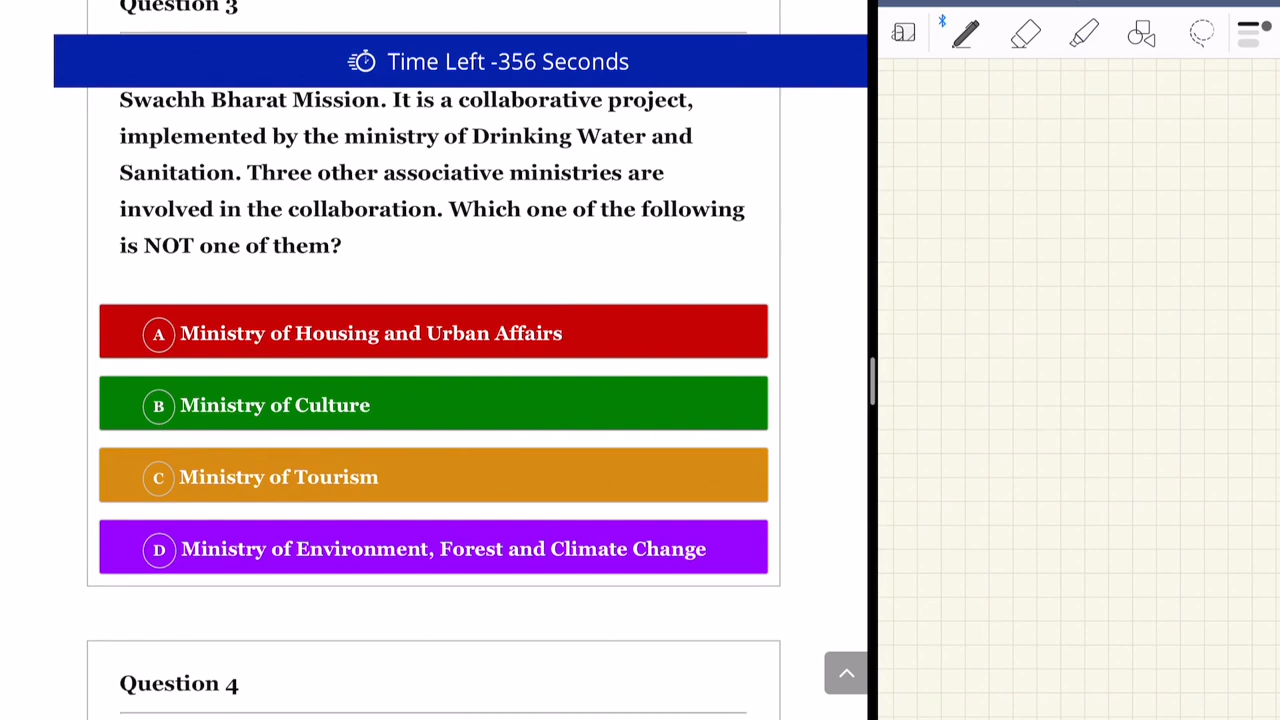 Question 3
Time Left -356 Seconds
Swachh Bharat Mission. It is a collaborative project,
implemented by the ministry of Drinking Water and
Sanitation. Three other associative ministries are
involved in the collaboration. Which one of the following
is NOT one of them?
A Ministry of Housing and Urban Affairs
B Ministry of Culture
C Ministry of Tourism
D Ministry of Environment, Forest and Climate Change
Question 4